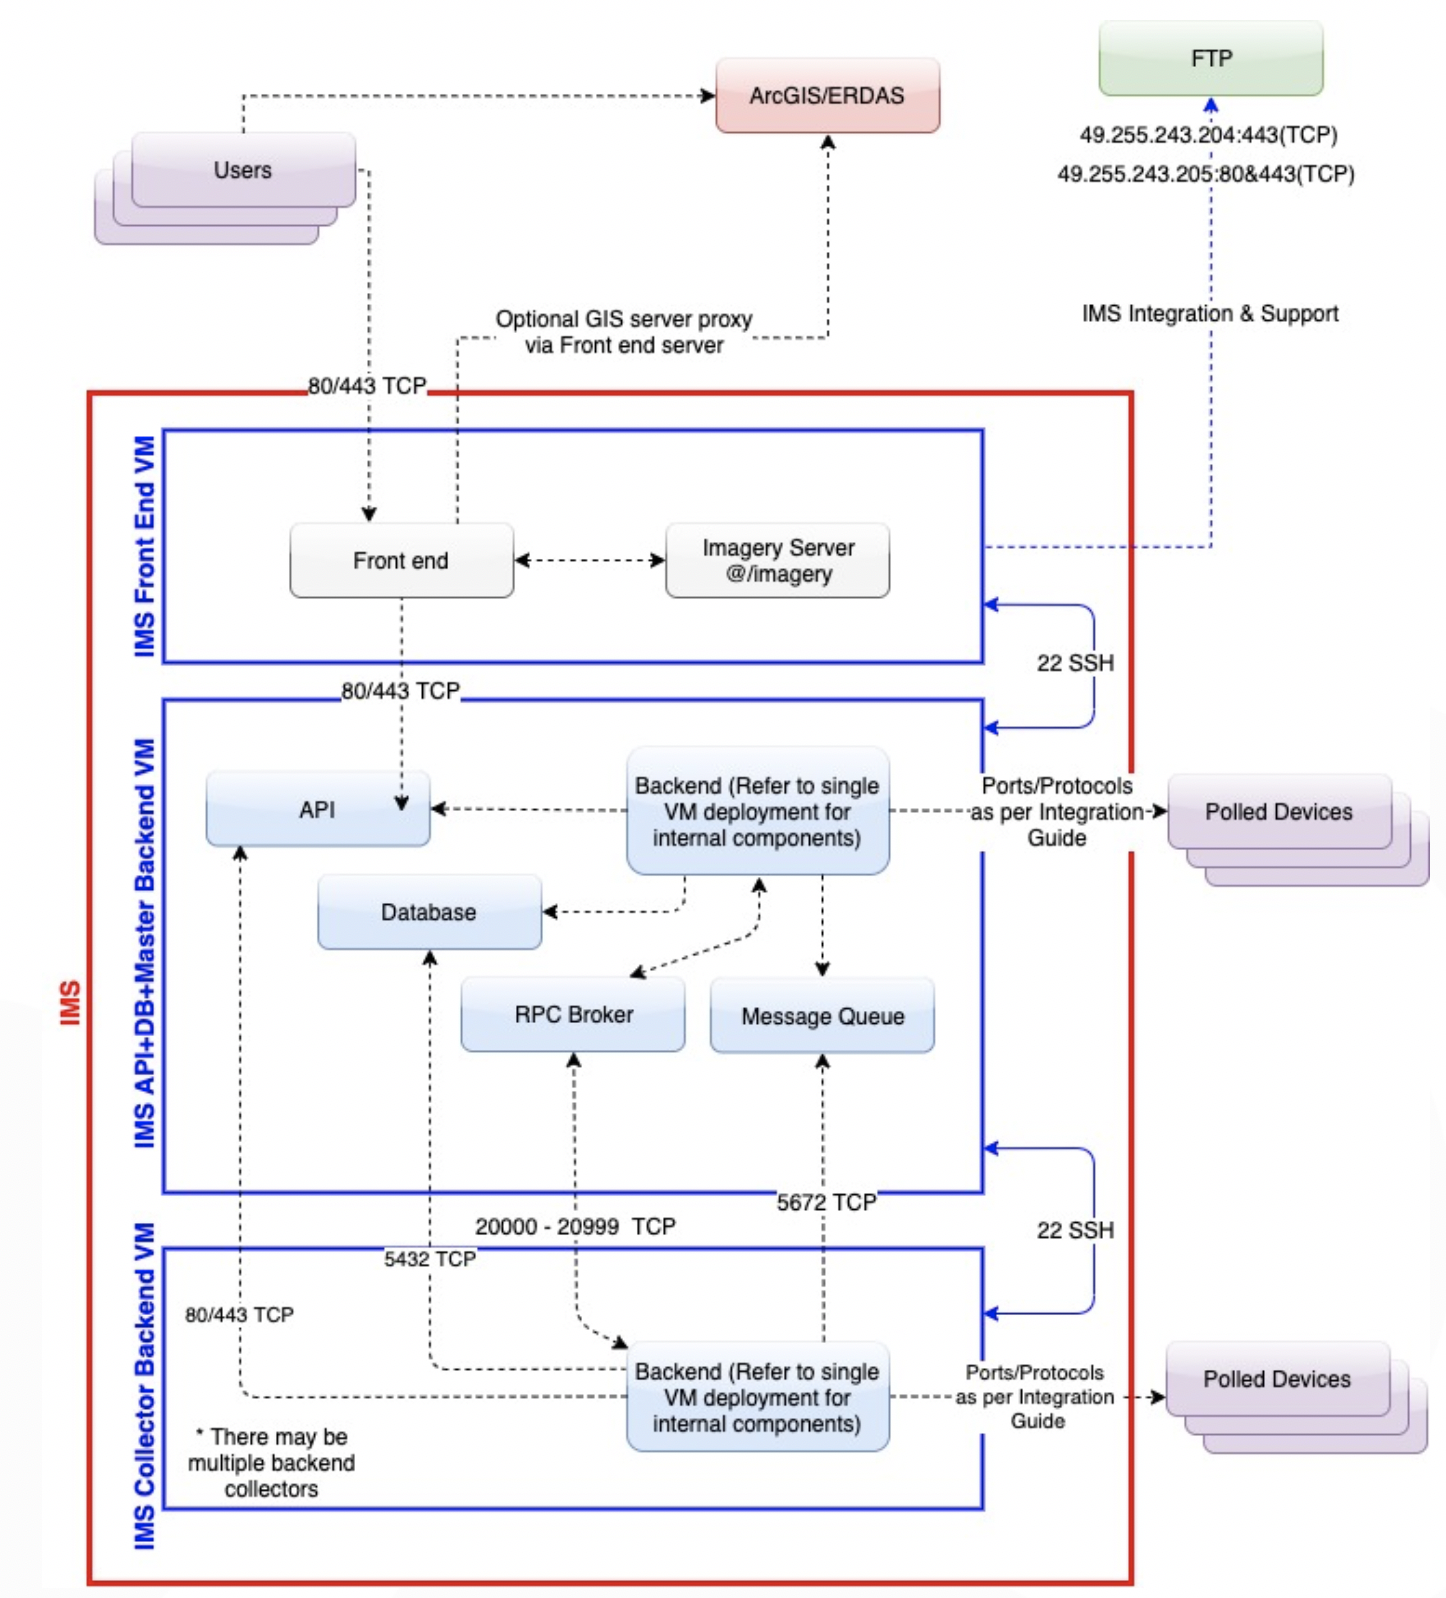 FTP
ArcGIS/ERDAS
49.255.243.204:443(TCP)
Users
49.255.243.205:80&443(TCP)
IMS Integration & Support
Optional GIS server proxy
via Front end server
80/443 TCP
IMS Front End VM
Front end
Imagery Server
@/imagery
22 SSH
80/443 TCP
IMS API+DB+Master Backend VM
API
Backend (Refer to single
VM deployment for
internal components)
Ports/Protocols
as per Integration
Guide
Polled Devices
Database
IMS
RPC Broker
Message Queue
5672 TCP
20000 - 20999 TCP
22 SSH
5432 TCP
IMS Collector Backend VM
80/443 TCP
Backend (Refer to single
VM deployment for
internal components)
Ports/Protocols
as per Integration
Guide
Polled Devices
* There may be
multiple backend
collectors